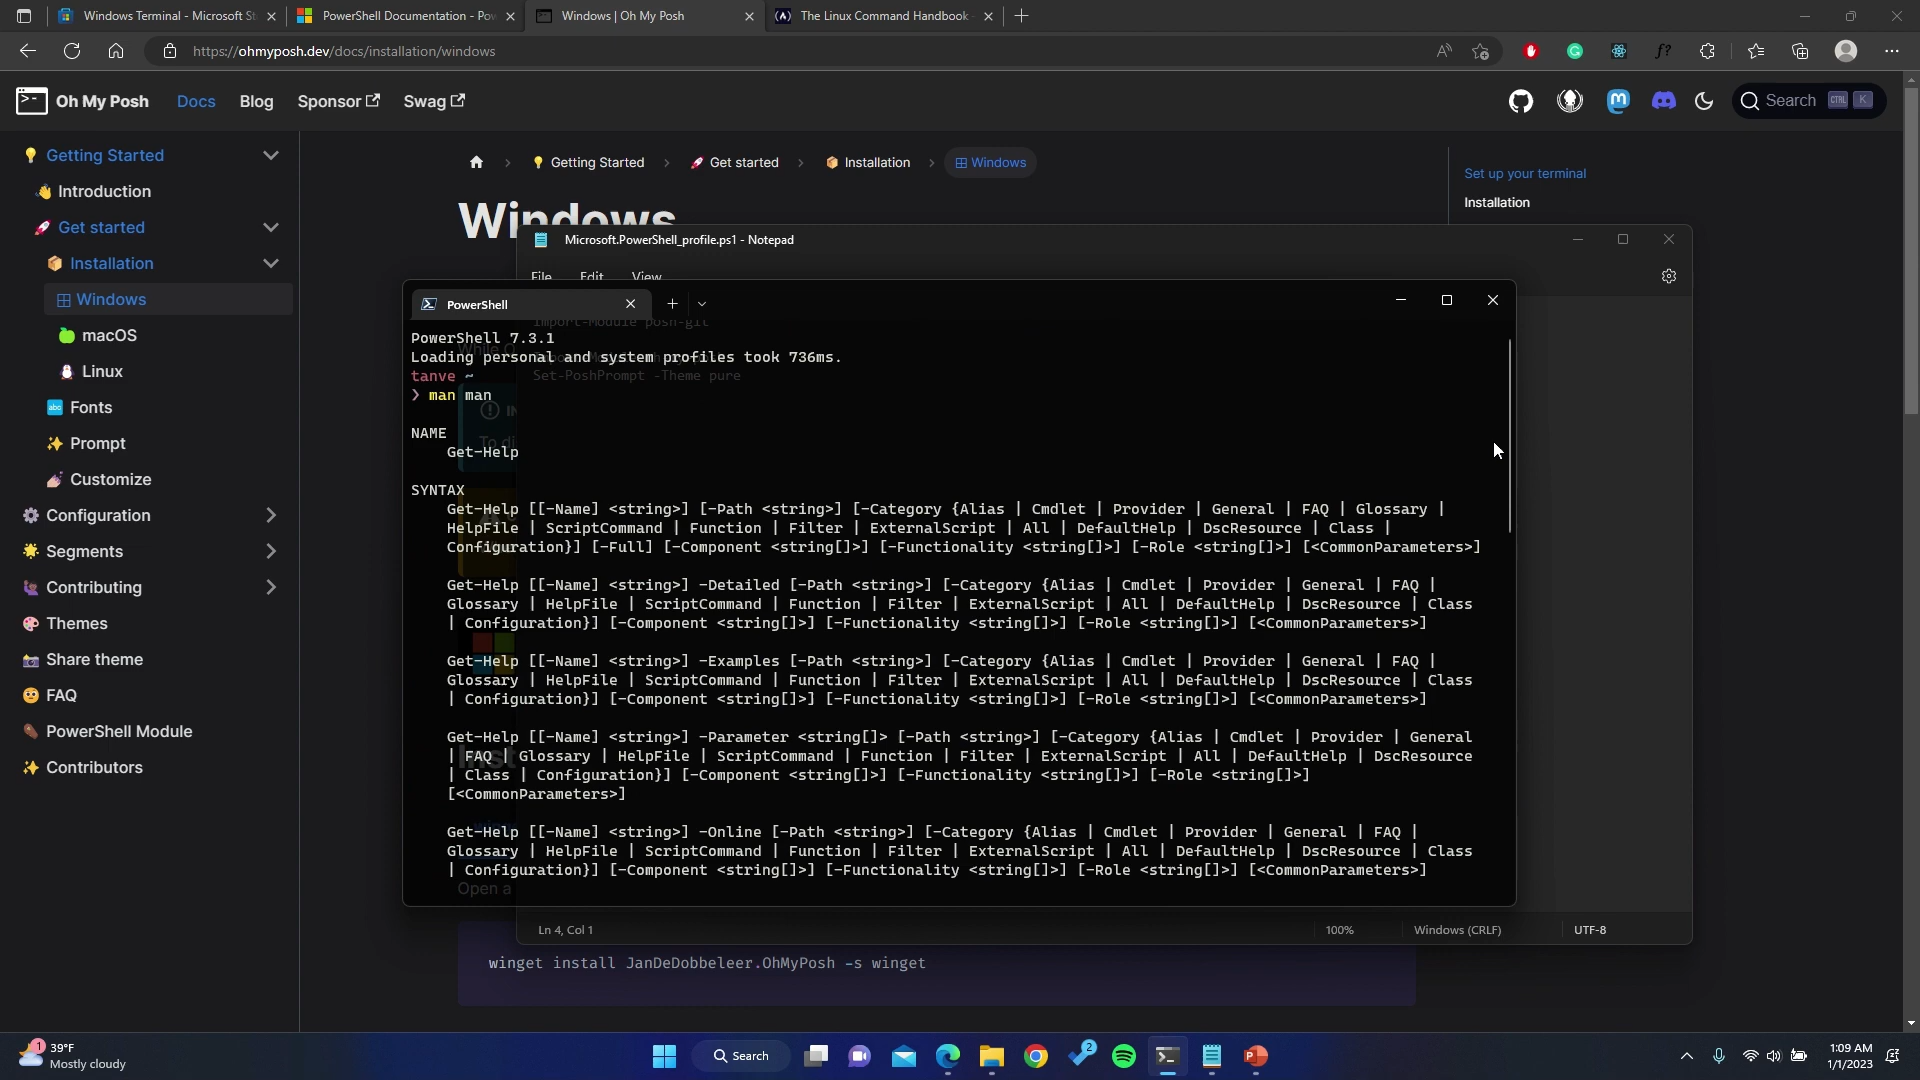 Windows Terminal - Microsoft St
PowerShell Documentation - Pow
Windows | Oh My Posh
The Linux Command Handbook
https://ohmyposh.dev/docs/installation/windows
Oh My Posh
Docs
Blog
Sponsor
Swag
Search CTRL K
Getting Started
Introduction
Get started
Installation
Windows
macOS
Linux
Fonts
Prompt
Customize
Configuration
Segments
Contributing
Themes
Share theme
FAQ
PowerShell Module
Contributors
Getting Started
Get started
Installation
Windows
Windows
Set up your terminal
Installation
Microsoft.PowerShell_profile.ps1 - Notepad
File Edit View
Import-Module posh-git
Set-PoshPrompt -Theme pure
PowerShell
PowerShell 7.3.1
Loading personal and system profiles took 736ms.
tanve ~
❯ man man
NAME
Get-Help
SYNTAX
Get-Help [[-Name] <string>] [-Path <string>] [-Category {Alias | Cmdlet | Provider | General | FAQ | Glossary |
HelpFile | ScriptCommand | Function | Filter | ExternalScript | All | DefaultHelp | DscResource | Class |
Configuration}] [-Full] [-Component <string[]>] [-Functionality <string[]>] [-Role <string[]>] [<CommonParameters>]
Get-Help [[-Name] <string>] -Detailed [-Path <string>] [-Category {Alias | Cmdlet | Provider | General | FAQ |
Glossary | HelpFile | ScriptCommand | Function | Filter | ExternalScript | All | DefaultHelp | DscResource | Class
| Configuration}] [-Component <string[]>] [-Functionality <string[]>] [-Role <string[]>] [<CommonParameters>]
Get-Help [[-Name] <string>] -Examples [-Path <string>] [-Category {Alias | Cmdlet | Provider | General | FAQ |
Glossary | HelpFile | ScriptCommand | Function | Filter | ExternalScript | All | DefaultHelp | DscResource | Class
| Configuration}] [-Component <string[]>] [-Functionality <string[]>] [-Role <string[]>] [<CommonParameters>]
Get-Help [[-Name] <string>] -Parameter <string[]> [-Path <string>] [-Category {Alias | Cmdlet | Provider | General
| FAQ | Glossary | HelpFile | ScriptCommand | Function | Filter | ExternalScript | All | DefaultHelp | DscResource
| Class | Configuration}] [-Component <string[]>] [-Functionality <string[]>] [-Role <string[]>]
[<CommonParameters>]
Get-Help [[-Name] <string>] -Online [-Path <string>] [-Category {Alias | Cmdlet | Provider | General | FAQ |
Glossary | HelpFile | ScriptCommand | Function | Filter | ExternalScript | All | DefaultHelp | DscResource | Class
| Configuration}] [-Component <string[]>] [-Functionality <string[]>] [-Role <string[]>] [<CommonParameters>]
Open a
Ln 4, Col 1
100%
Windows (CRLF)
UTF-8
winget install JanDeDobbeleer.OhMyPosh -s winget
1
39°F
Mostly cloudy
Search
2
1:09 AM
1/1/2023